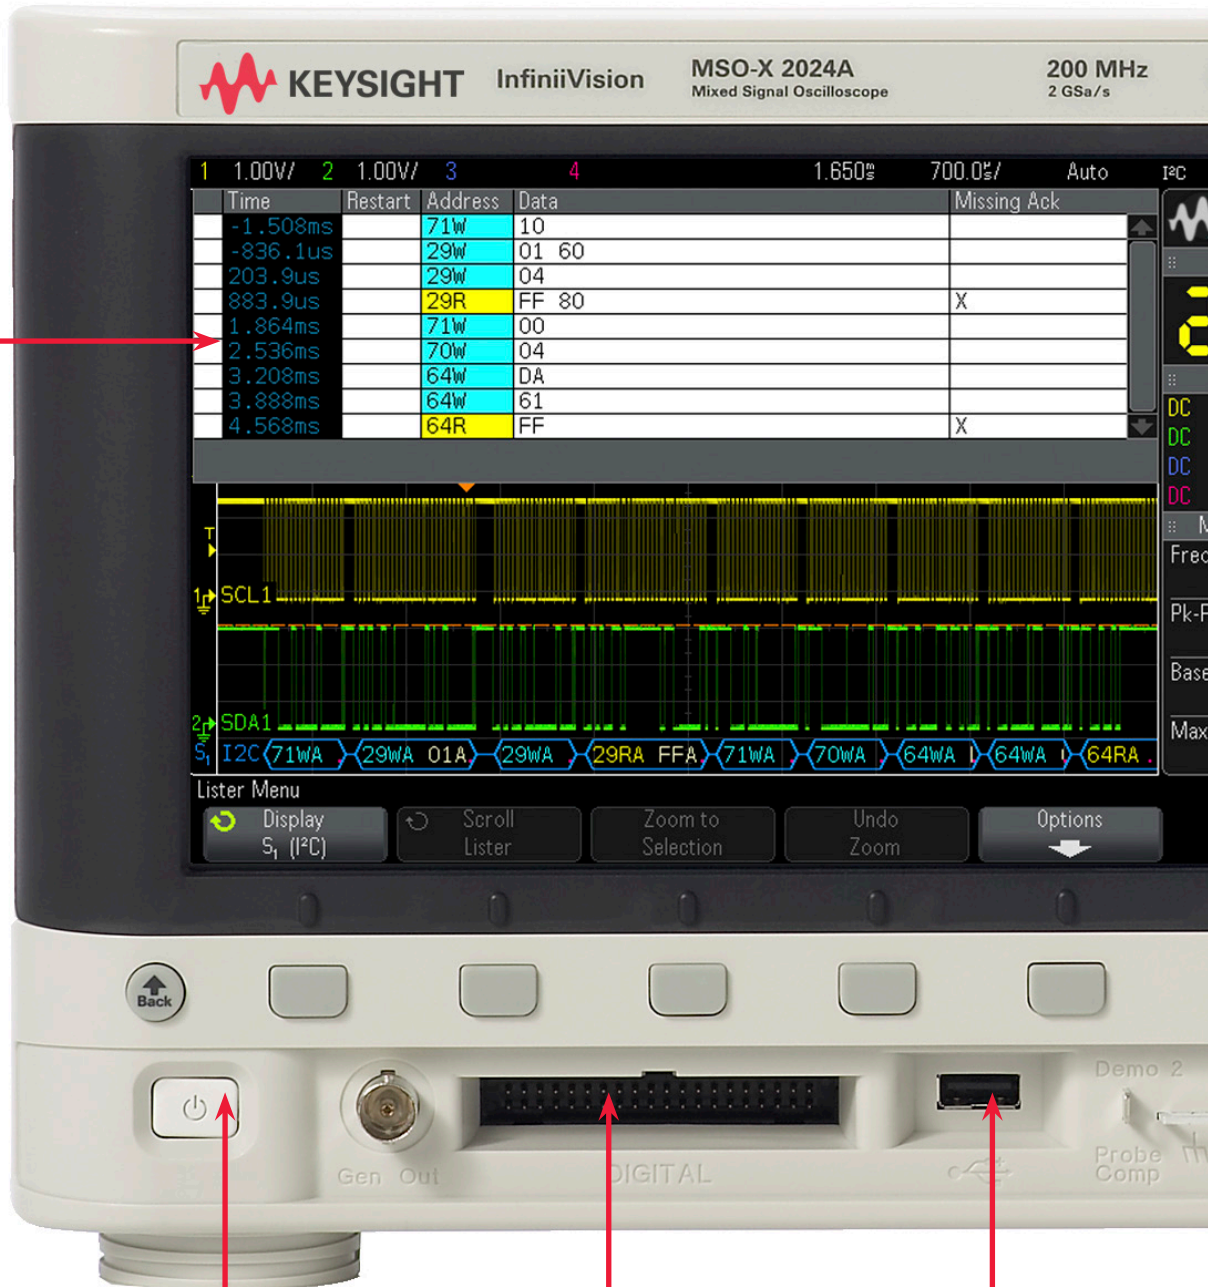 KEYSIGHT InfiniiVision MSO-X 2024A 200 MHz
Mixed Signal Oscilloscope 2 GSa/s
1 1.00V/ 2 1.00V/ 3 4 1.650ms 700.0us/ Auto I²C
Time Restart Address Data Missing Ack
-1.508ms 71W 10
-836.1us 29W 01 60
203.9us 29W 04
883.9us 29R FF 80 X
1.864ms 71W 00
2.536ms 70W 04
3.208ms 64W DA
3.888ms 64W 61
4.568ms 64R FF X
DC
DC
DC
DC
T
1 SCL1
2 SDA1
S₁ I2C 71WA 29WA 01A 29WA 29RA FFA 71WA 70WA 64WA 64WA 64RA
Freq
Pk-P
Base
Max
Lister Menu
Display Scroll Zoom to Undo Options
S₁ (I²C) Lister Selection Zoom
Back
Demo 2
Gen Out DIGITAL Probe
Comp